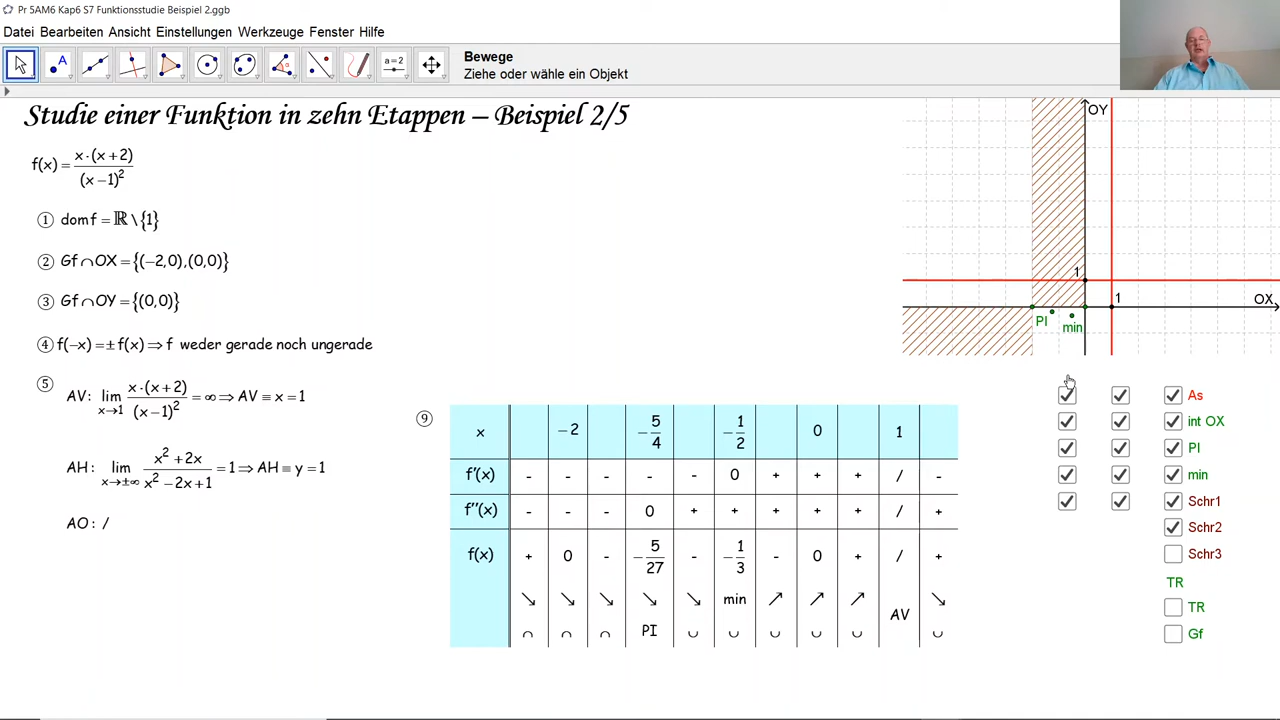 Pr 5AM6 Kap6 S7 Funktionsstudie Beispiel 2.ggb
Datei Bearbeiten Ansicht Einstellungen Werkzeuge Fenster Hilfe
A
a=2
Bewege
Ziehe oder wähle ein Objekt
Studie einer Funktion in zehn Etappen – Beispiel 2/5
f(x) = x·(x+2) / (x−1)²
① dom f = ℝ \ {1}
② Gf ∩ OX = {(−2,0),(0,0)}
③ Gf ∩ OY = {(0,0)}
④ f(−x) = ± f(x) ⇒ f weder gerade noch ungerade
⑤
AV: lim x→1 x·(x+2) / (x−1)² = ∞ ⇒ AV ≡ x = 1
AH: lim x→±∞ x² + 2x / x² − 2x + 1 = 1 ⇒ AH ≡ y = 1
AO: /
⑨
x −2 −5/4 −1/2 0 1
f'(x) - - - - - 0 + + + / -
f''(x) - - - 0 + + + + + / +
f(x) + 0 - −5/27 - −1/3 - 0 + / +
↘ ↘ ↘ ↘ ↘ min ↗ ↗ ↗ AV ↘
∩ ∩ ∩ PI ∪ ∪ ∪ ∪ ∪ ∪
OY
1
1
OX
PI
min
As
int OX
PI
min
Schr1
Schr2
Schr3
TR
TR
Gf